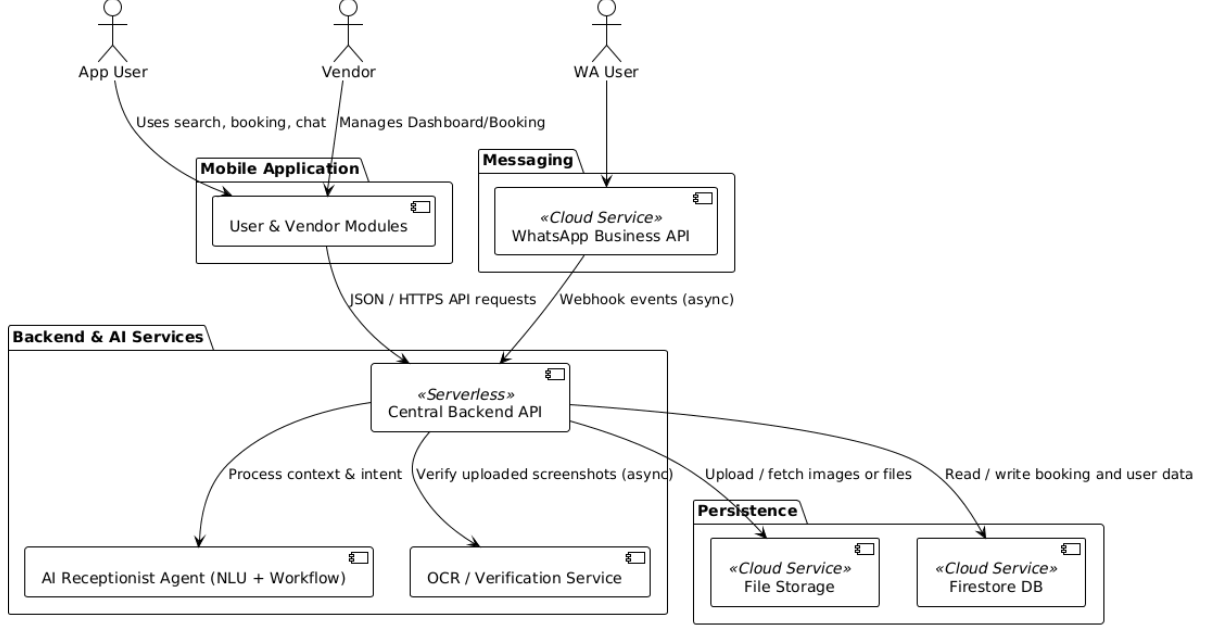 App User
Vendor
WA User
Uses search, booking, chat
Manages Dashboard/Booking
Mobile Application
Messaging
User & Vendor Modules
«Cloud Service»
WhatsApp Business API
JSON / HTTPS API requests
Webhook events (async)
Backend & AI Services
«Serverless»
Central Backend API
Process context & intent
Verify uploaded screenshots (async)
Upload / fetch images or files
Read / write booking and user data
Persistence
AI Receptionist Agent (NLU + Workflow)
OCR / Verification Service
«Cloud Service»
File Storage
«Cloud Service»
Firestore DB